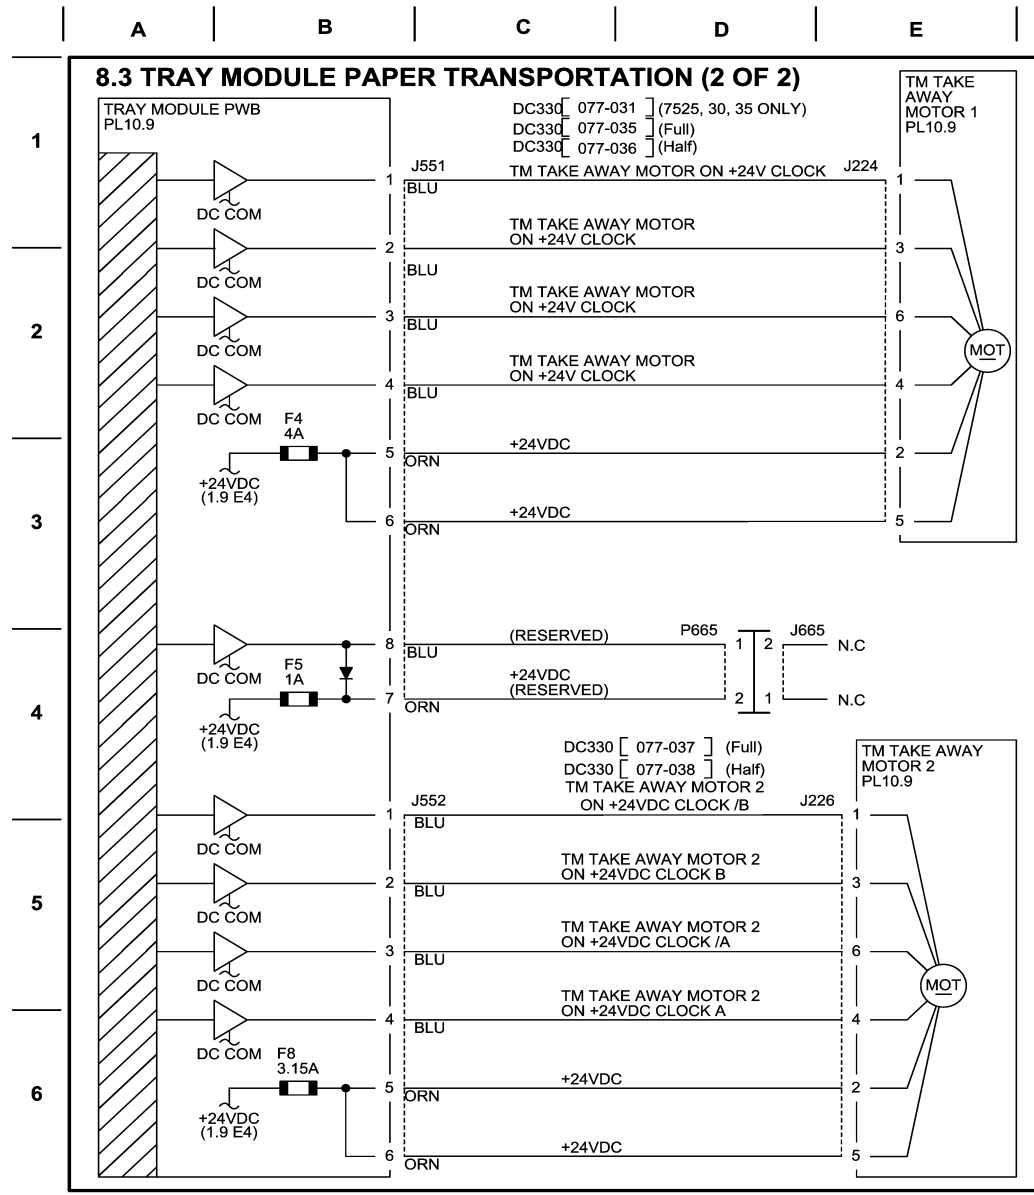 A B C D E
8.3 TRAY MODULE PAPER TRANSPORTATION (2 OF 2)
TRAY MODULE PWB
PL10.9
DC330[ 077-031 ](7525, 30, 35 ONLY)
DC330[ 077-035 ](Full)
DC330[ 077-036 ](Half)
TM TAKE
AWAY
MOTOR 1
PL10.9
1
J551
TM TAKE AWAY MOTOR ON +24V CLOCK
J224
1
BLU
1
DC COM
TM TAKE AWAY MOTOR
ON +24V CLOCK
2
BLU
3
DC COM
2
TM TAKE AWAY MOTOR
ON +24V CLOCK
3
BLU
6
DC COM
MOT
TM TAKE AWAY MOTOR
ON +24V CLOCK
4
BLU
4
DC COM
F4
4A
+24VDC
5
ORN
2
+24VDC
(1.9 E4)
3
+24VDC
6
ORN
5
(RESERVED)
P665
J665
8
BLU
1 2
N.C
DC COM
F5
1A
+24VDC
(RESERVED)
7
ORN
2 1
N.C
4
+24VDC
(1.9 E4)
DC330 [ 077-037 ] (Full)
DC330 [ 077-038 ] (Half)
TM TAKE AWAY
MOTOR 2
PL10.9
TM TAKE AWAY MOTOR 2
ON +24VDC CLOCK /B
J552
J226
1
BLU
1
DC COM
TM TAKE AWAY MOTOR 2
ON +24VDC CLOCK B
2
BLU
3
5
DC COM
TM TAKE AWAY MOTOR 2
ON +24VDC CLOCK /A
3
BLU
6
DC COM
MOT
TM TAKE AWAY MOTOR 2
ON +24VDC CLOCK A
4
BLU
4
DC COM
F8
3.15A
+24VDC
5
ORN
2
6
+24VDC
(1.9 E4)
+24VDC
6
ORN
5